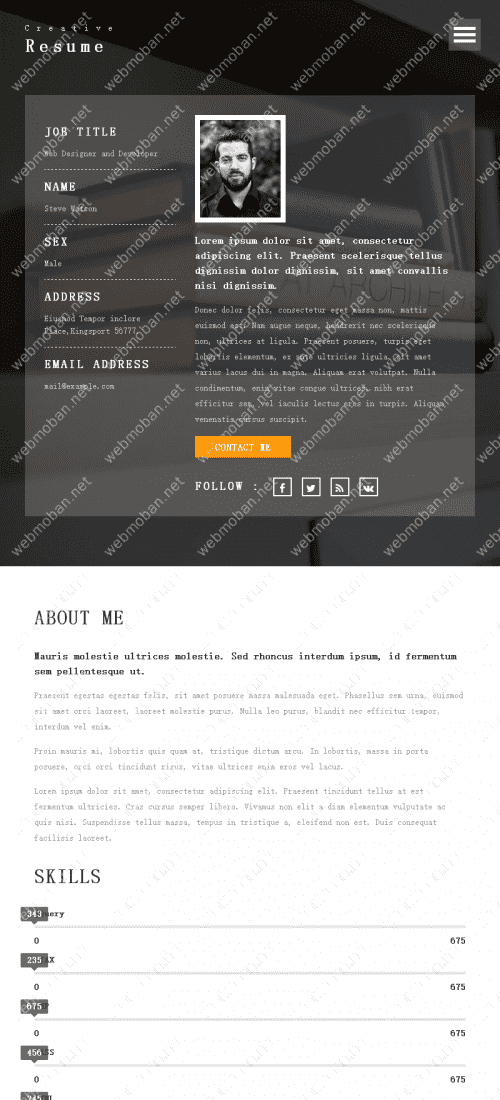 Creative
Resume
JOB TITLE
Web Designer and Developer
NAME
Steve Watson
SEX
Male
ADDRESS
Eiusmod Tempor inclore
Place,Kingsport 56777.
EMAIL ADDRESS
mail@example.com
Lorem ipsum dolor sit amet, consectetur
adipiscing elit. Praesent scelerisque tellus
dignissim dolor dignissim, sit amet convallis
nisi dignissim.
Donec dolor felis, consectetur eget massa non, mattis
euismod est. Nam augue neque, hendrerit nec scelerisque
non, ultrices at ligula. Praesent posuere, turpis eget
lobortis elementum, ex ante ultricies ligula, sit amet
varius lacus dui in magna. Aliquam erat volutpat. Nulla
condimentum, enim vitae congue ultrices, nibh erat
efficitur sem, vel iaculis lectus eros in turpis. Aliquam
venenatis cursus suscipit.
CONTACT ME
FOLLOW :
ABOUT ME
Mauris molestie ultrices molestie. Sed rhoncus interdum ipsum, id fermentum
sem pellentesque ut.
Praesent egestas egestas felis, sit amet posuere massa malesuada eget. Phasellus sem urna, euismod
sit amet orci laoreet, laoreet molestie purus. Nulla leo purus, blandit nec efficitur tempor,
interdum vel enim.
Proin mauris mi, lobortis quis quam at, tristique dictum arcu. In lobortis, massa in porta
posuere, orci orci tincidunt risus, vitae ultrices enim eros vel lacus.
Lorem ipsum dolor sit amet, consectetur adipiscing elit. Praesent tincidunt tellus at est
fermentum ultricies. Cras cursus semper libero. Vivamus non elit a diam elementum vulputate ac
quis nisi. Suspendisse tellus massa, tempus in tristique a, eleifend non est. Duis consequat
facilisis laoreet.
SKILLS
343
0 675
235
0 675
675
0 675
456
0 675
webmoban.net